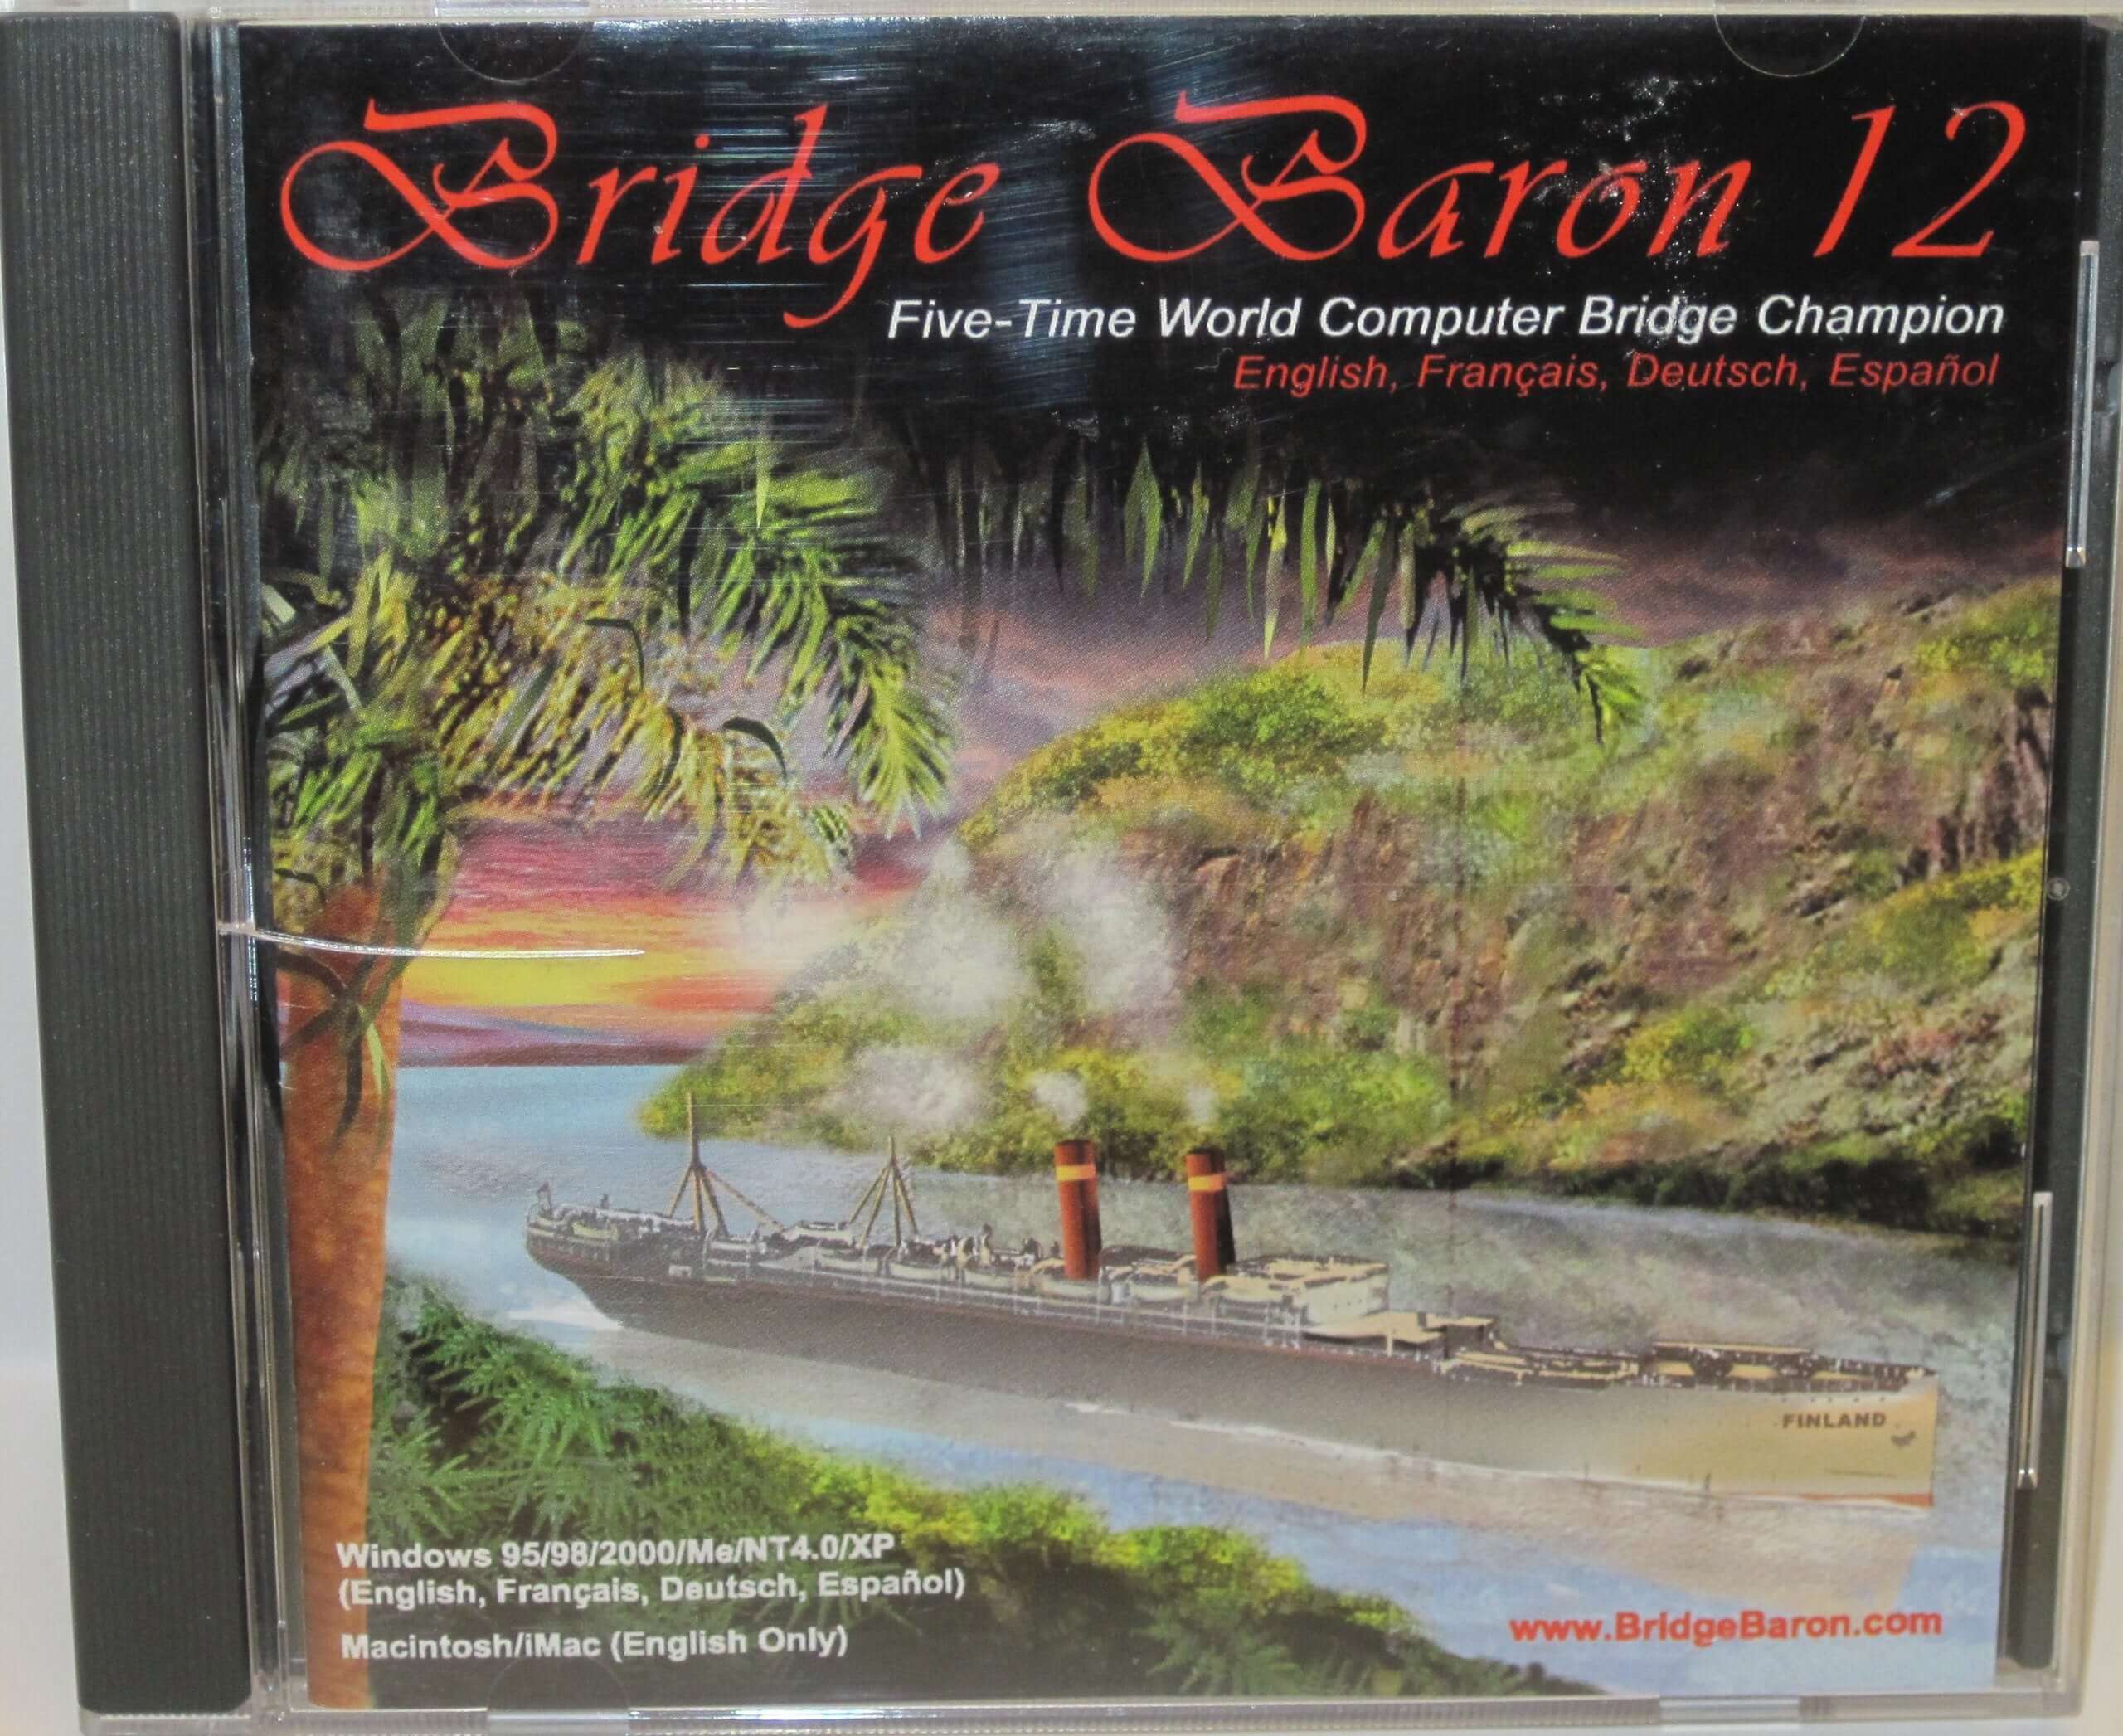 Bridge Baron 12
Five-Time World Computer Bridge Champion
English, Français, Deutsch, Español
FINLAND
Windows 95/98/2000/Me/NT4.0/XP
(English, Français, Deutsch, Español)
Macintosh/iMac (English Only)
www.BridgeBaron.com